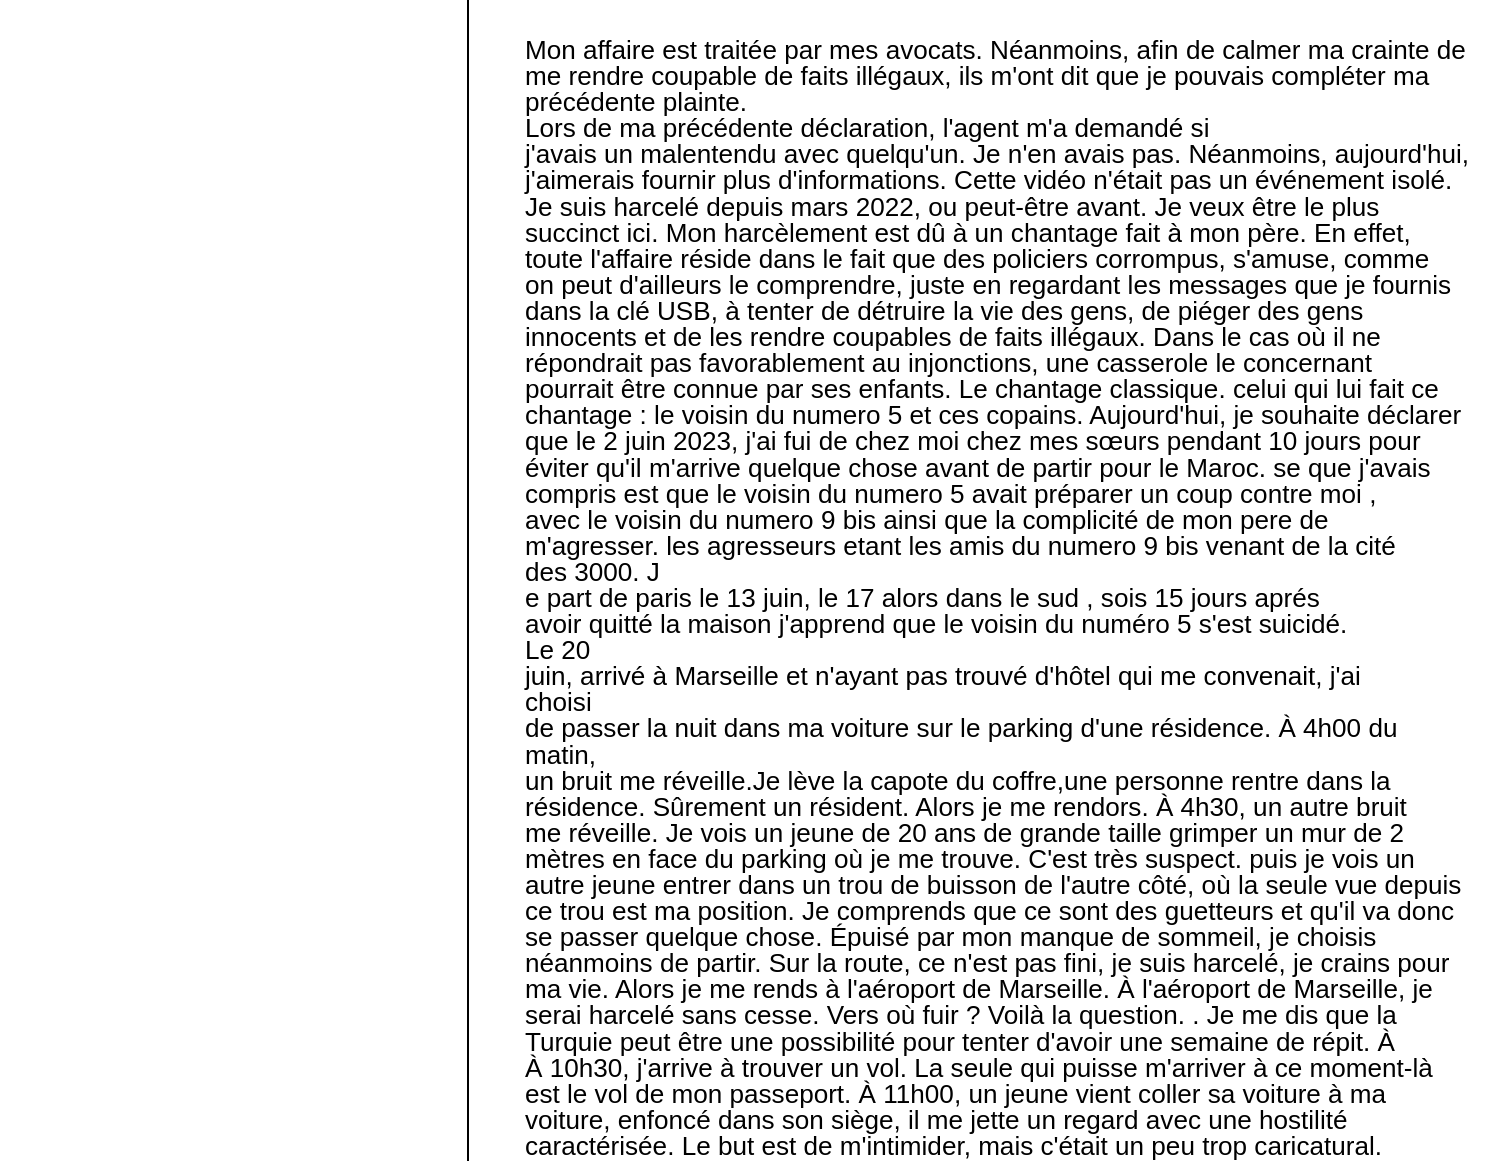 Mon affaire est traitée par mes avocats. Néanmoins, afin de calmer ma crainte de
me rendre coupable de faits illégaux, ils m'ont dit que je pouvais compléter ma
précédente plainte.
Lors de ma précédente déclaration, l'agent m'a demandé si
j'avais un malentendu avec quelqu'un. Je n'en avais pas. Néanmoins, aujourd'hui,
j'aimerais fournir plus d'informations. Cette vidéo n'était pas un événement isolé.
Je suis harcelé depuis mars 2022, ou peut-être avant. Je veux être le plus
succinct ici. Mon harcèlement est dû à un chantage fait à mon père. En effet,
toute l'affaire réside dans le fait que des policiers corrompus, s'amuse, comme
on peut d'ailleurs le comprendre, juste en regardant les messages que je fournis
dans la clé USB, à tenter de détruire la vie des gens, de piéger des gens
innocents et de les rendre coupables de faits illégaux. Dans le cas où il ne
répondrait pas favorablement au injonctions, une casserole le concernant
pourrait être connue par ses enfants. Le chantage classique. celui qui lui fait ce
chantage : le voisin du numero 5 et ces copains. Aujourd'hui, je souhaite déclarer
que le 2 juin 2023, j'ai fui de chez moi chez mes sœurs pendant 10 jours pour
éviter qu'il m'arrive quelque chose avant de partir pour le Maroc. se que j'avais
compris est que le voisin du numero 5 avait préparer un coup contre moi ,
avec le voisin du numero 9 bis ainsi que la complicité de mon pere de
m'agresser. les agresseurs etant les amis du numero 9 bis venant de la cité
des 3000. J
e part de paris le 13 juin, le 17 alors dans le sud , sois 15 jours aprés
avoir quitté la maison j'apprend que le voisin du numéro 5 s'est suicidé.
Le 20
juin, arrivé à Marseille et n'ayant pas trouvé d'hôtel qui me convenait, j'ai
choisi
de passer la nuit dans ma voiture sur le parking d'une résidence. À 4h00 du
matin,
un bruit me réveille.Je lève la capote du coffre,une personne rentre dans la
résidence. Sûrement un résident. Alors je me rendors. À 4h30, un autre bruit
me réveille. Je vois un jeune de 20 ans de grande taille grimper un mur de 2
mètres en face du parking où je me trouve. C'est très suspect. puis je vois un
autre jeune entrer dans un trou de buisson de l'autre côté, où la seule vue depuis
ce trou est ma position. Je comprends que ce sont des guetteurs et qu'il va donc
se passer quelque chose. Épuisé par mon manque de sommeil, je choisis
néanmoins de partir. Sur la route, ce n'est pas fini, je suis harcelé, je crains pour
ma vie. Alors je me rends à l'aéroport de Marseille. À l'aéroport de Marseille, je
serai harcelé sans cesse. Vers où fuir ? Voilà la question. . Je me dis que la
Turquie peut être une possibilité pour tenter d'avoir une semaine de répit. À
À 10h30, j'arrive à trouver un vol. La seule qui puisse m'arriver à ce moment-là
est le vol de mon passeport. À 11h00, un jeune vient coller sa voiture à ma
voiture, enfoncé dans son siège, il me jette un regard avec une hostilité
caractérisée. Le but est de m'intimider, mais c'était un peu trop caricatural.